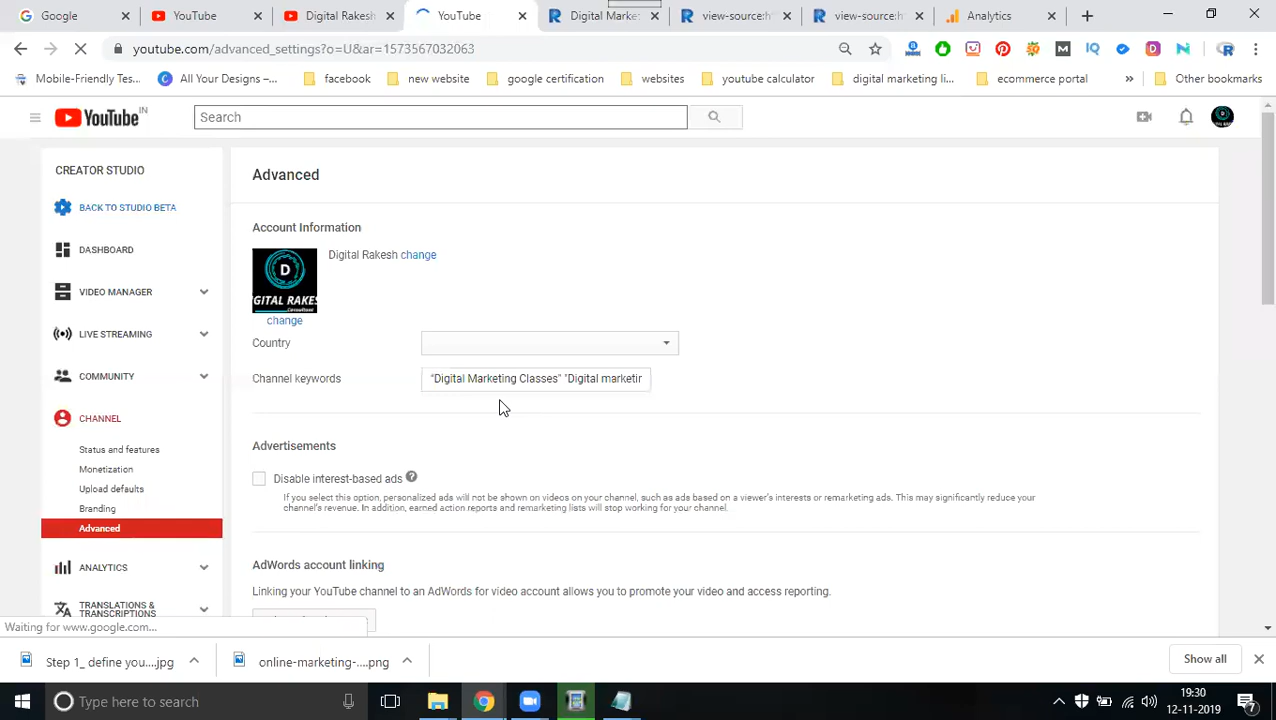 Google
YouTube
Digital Rakesh
YouTube
Digital Marke
view-source:h
view-source:h
Analytics
youtube.com/advanced_settings?o=U&ar=1573567032063
Mobile-Friendly Tes...
All Your Designs –...
facebook
new website
google certification
websites
youtube calculator
digital marketing li...
ecommerce portal
»
Other bookmarks
YouTube IN
Search
CREATOR STUDIO
BACK TO STUDIO BETA
DASHBOARD
VIDEO MANAGER
LIVE STREAMING
COMMUNITY
CHANNEL
Status and features
Monetization
Upload defaults
Branding
Advanced
ANALYTICS
TRANSLATIONS &
TRANSCRIPTIONS
Advanced
Account Information
D
IGITAL RAKES
Consultant
Digital Rakesh change
change
Country
Channel keywords
"Digital Marketing Classes" "Digital marketir
Advertisements
Disable interest-based ads
If you select this option, personalized ads will not be shown on videos on your channel, such as ads based on a viewer's interests or remarketing ads. This may significantly reduce your
channel's revenue. In addition, earned action reports and remarketing lists will stop working for your channel.
AdWords account linking
Linking your YouTube channel to an AdWords for video account allows you to promote your video and access reporting.
Waiting for www.google.com...
Step 1_ define you....jpg
online-marketing-....png
Show all
Type here to search
19:30
12-11-2019